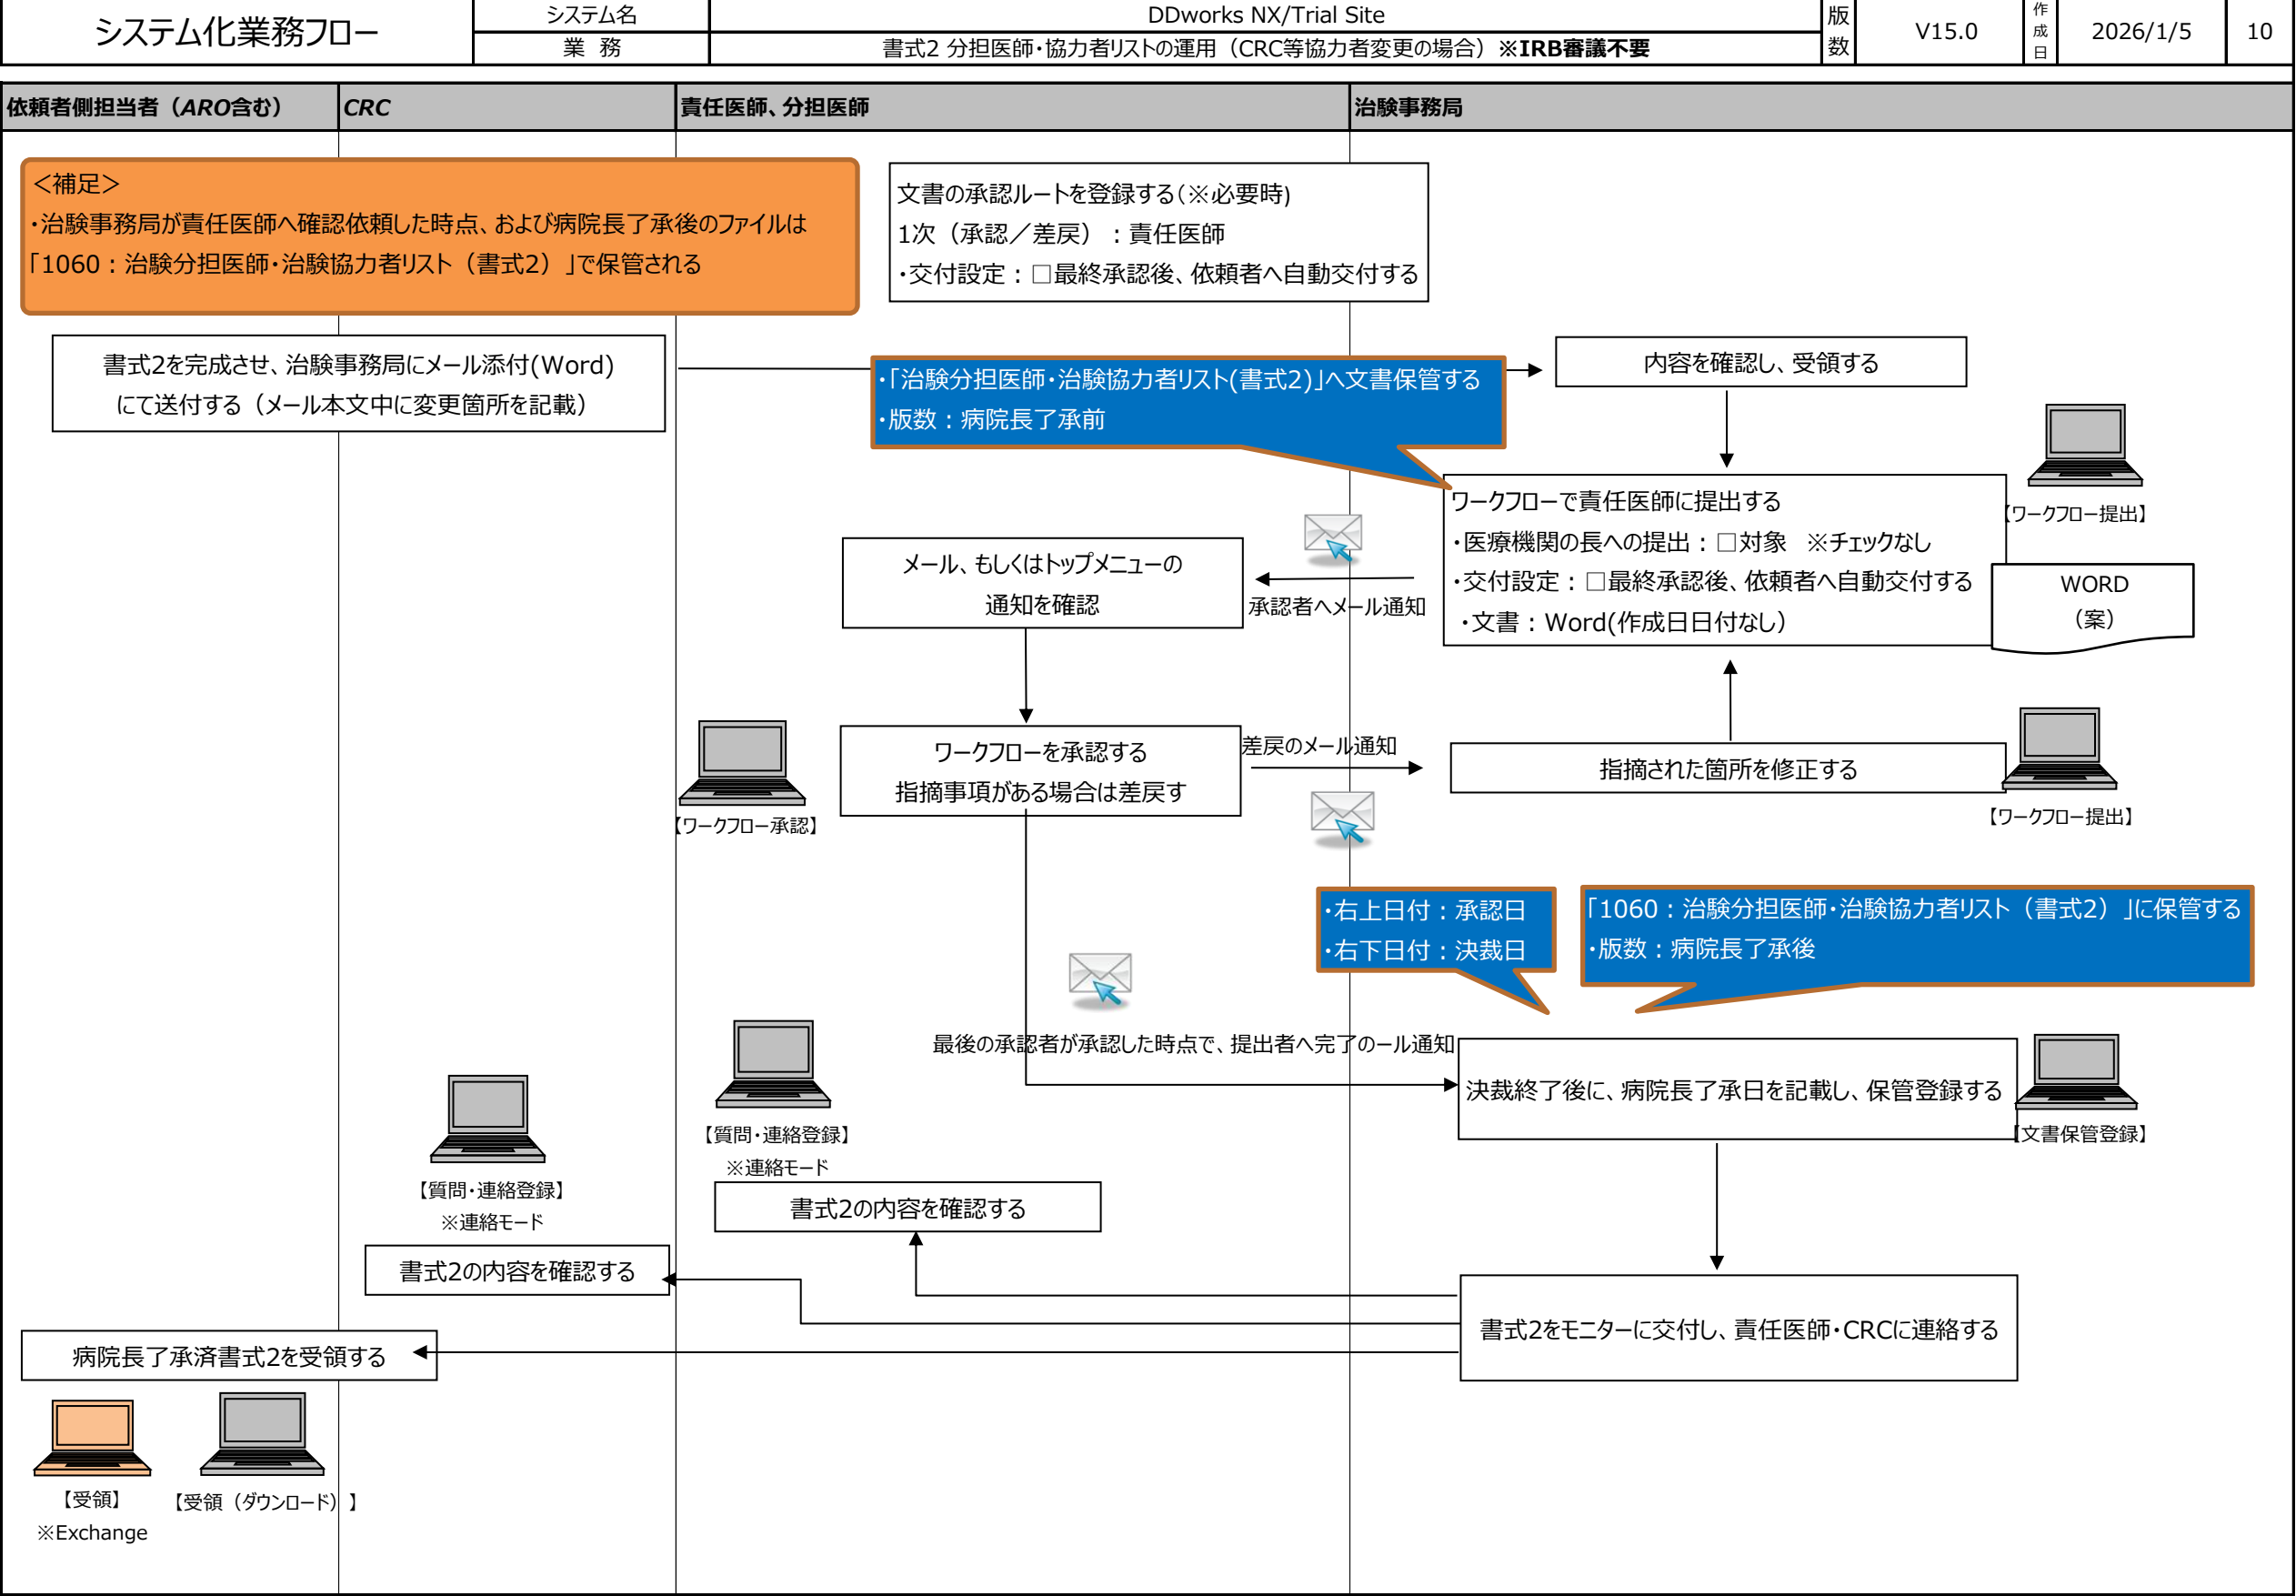 システム化業務フロー
システム名
DDworks NX/Trial Site
業 務
書式2 分担医師・協力者リストの運用（CRC等協力者変更の場合）※IRB審議不要
版数
V15.0
作成日
2026/1/5
10
依頼者側担当者（ARO含む）
CRC
責任医師、分担医師
治験事務局
＜補足＞
・治験事務局が責任医師へ確認依頼した時点、および病院長了承後のファイルは
「1060：治験分担医師・治験協力者リスト（書式2）」で保管される
文書の承認ルートを登録する(※必要時)
1次（承認／差戻）：責任医師
・交付設定：□最終承認後、依頼者へ自動交付する
書式2を完成させ、治験事務局にメール添付(Word)
にて送付する（メール本文中に変更箇所を記載）
・「治験分担医師・治験協力者リスト(書式2)」へ文書保管する
・版数：病院長了承前
内容を確認し、受領する
ワークフローで責任医師に提出する
・医療機関の長への提出：□対象　※チェックなし
・交付設定：□最終承認後、依頼者へ自動交付する
・文書：Word(作成日日付なし）
【ワークフロー提出】
WORD
（案）
メール、もしくはトップメニューの
通知を確認
承認者へメール通知
ワークフローを承認する
指摘事項がある場合は差戻す
【ワークフロー承認】
差戻のメール通知
指摘された箇所を修正する
【ワークフロー提出】
・右上日付：承認日
・右下日付：決裁日
「1060：治験分担医師・治験協力者リスト（書式2）」に保管する
・版数：病院長了承後
最後の承認者が承認した時点で、提出者へ完了のール通知
決裁終了後に、病院長了承日を記載し、保管登録する
【文書保管登録】
【質問・連絡登録】
※連絡モード
書式2の内容を確認する
【質問・連絡登録】
※連絡モード
書式2の内容を確認する
書式2をモニターに交付し、責任医師・CRCに連絡する
病院長了承済書式2を受領する
【受領】
※Exchange
【受領（ダウンロード）】